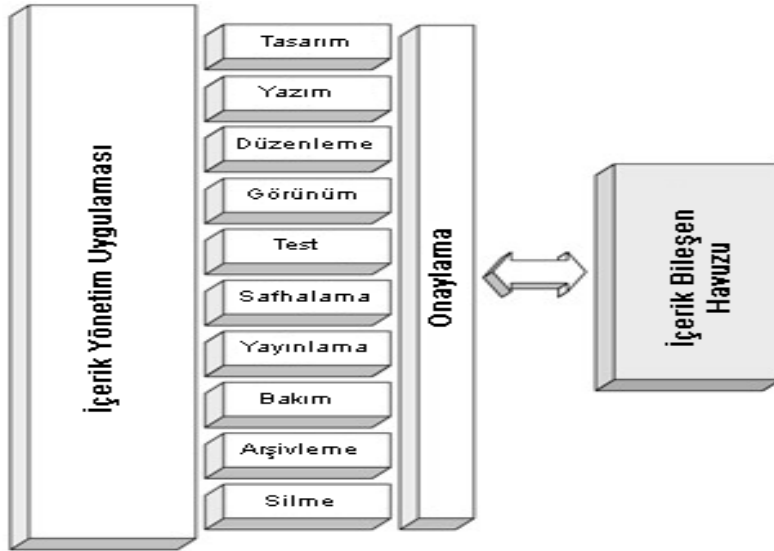 İçerik Yönetim Uygulaması
Tasarım
Yazım
Düzenleme
Görünüm
Test
Safhalama
Yayınlama
Bakım
Arşivleme
Silme
Onaylama
İçerik Bileşen
Havuzu